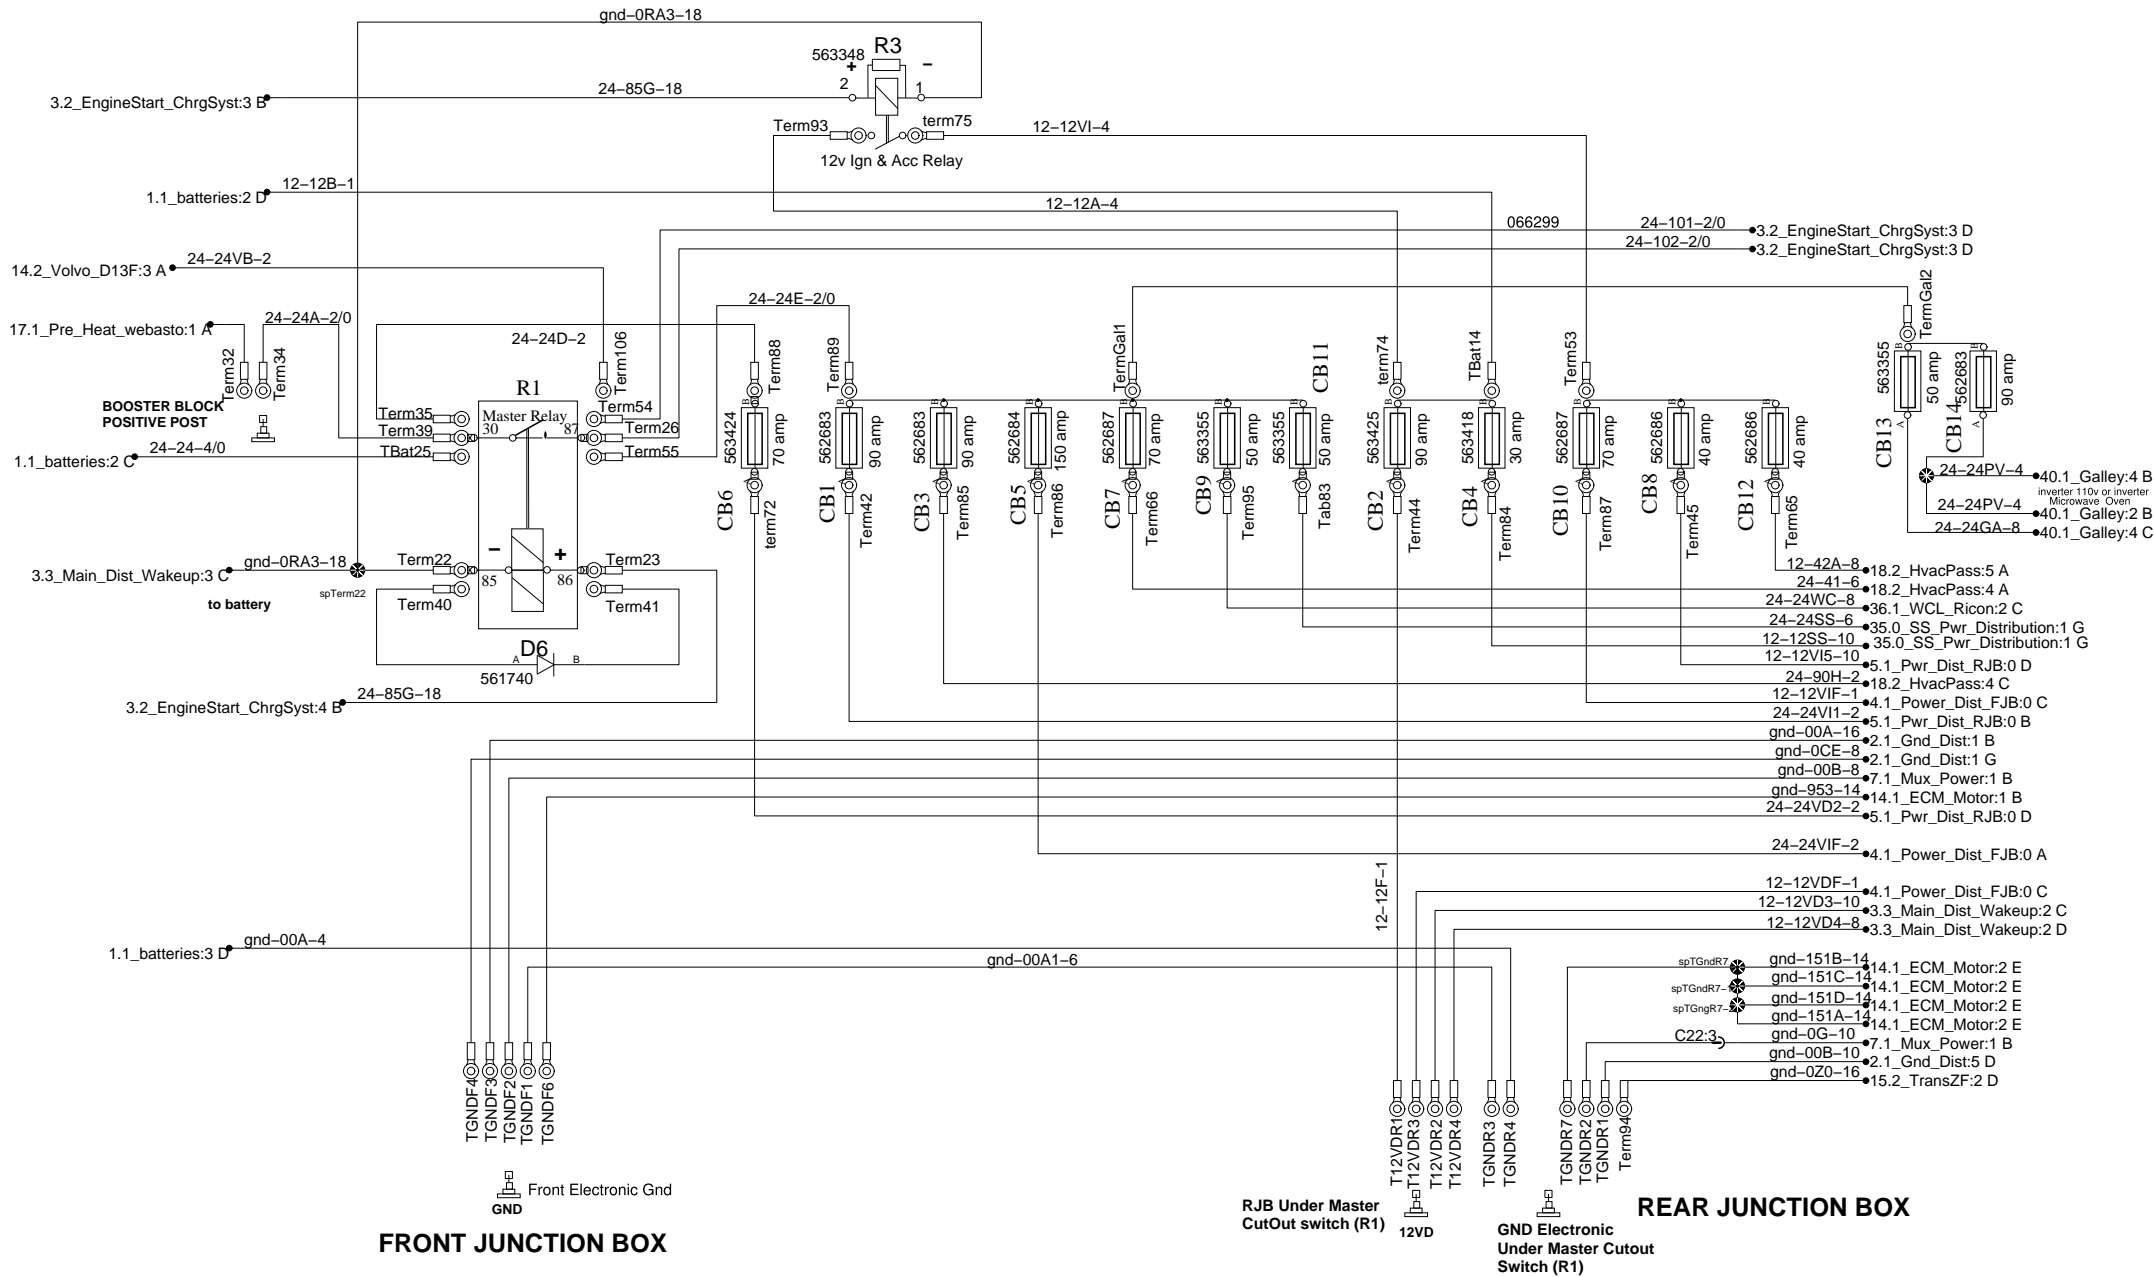 gnd-0RA3-18
R3
563348
+ -
2 1
24-85G-18
3.2_EngineStart_ChrgSyst:3 B
Term93
term75
12-12VI-4
12v Ign & Acc Relay
12-12B-1
1.1_batteries:2 D
12-12A-4
066299
24-101-2/0
3.2_EngineStart_ChrgSyst:3 D
24-102-2/0
3.2_EngineStart_ChrgSyst:3 D
24-24VB-2
14.2_Volvo_D13F:3 A
24-24E-2/0
24-24A-2/0
17.1_Pre_Heat_webasto:1 A
24-24D-2
Term32
Term34
Term106
BOOSTER BLOCK
POSITIVE POST
R1
Master Relay
30 87
Term35
Term39
TBat25
Term54
Term26
Term55
24-24-4/0
1.1_batteries:2 C
Term88
B
563424
70 amp
A
CB6
term72
Term89
B
562683
90 amp
A
CB1
Term42
B
562683
90 amp
A
CB3
Term85
B
562684
150 amp
A
CB5
Term86
TermGal1
B
562687
70 amp
A
CB7
Term66
B
563355
50 amp
A
CB9
Term95
CB11
B
563355
50 amp
A
Tab83
term74
B
563425
90 amp
A
CB2
Term44
TBat14
B
563418
30 amp
A
CB4
Term84
Term53
B
562687
70 amp
A
CB10
Term87
B
562686
40 amp
A
CB8
Term45
B
562686
40 amp
A
CB12
Term65
TermGal2
B
563355
50 amp
A
CB13
B
562683
90 amp
A
CB14
24-24PV-4
40.1_Galley:4 B
inverter 110v or inverter
Microwave Oven
24-24PV-4
40.1_Galley:2 B
24-24GA-8
40.1_Galley:4 C
gnd-0RA3-18
3.3_Main_Dist_Wakeup:3 C
to battery
spTerm22
Term22
Term40
- +
85 86
Term23
Term41
D6
A B
561740
24-85G-18
3.2_EngineStart_ChrgSyst:4 B
12-42A-8
18.2_HvacPass:5 A
24-41-6
18.2_HvacPass:4 A
24-24WC-8
36.1_WCL_Ricon:2 C
24-24SS-6
35.0_SS_Pwr_Distribution:1 G
12-12SS-10
35.0_SS_Pwr_Distribution:1 G
12-12VI5-10
5.1_Pwr_Dist_RJB:0 D
24-90H-2
18.2_HvacPass:4 C
12-12VIF-1
4.1_Power_Dist_FJB:0 C
24-24VI1-2
5.1_Pwr_Dist_RJB:0 B
gnd-00A-16
2.1_Gnd_Dist:1 B
gnd-0CE-8
2.1_Gnd_Dist:1 G
gnd-00B-8
7.1_Mux_Power:1 B
gnd-953-14
14.1_ECM_Motor:1 B
24-24VD2-2
5.1_Pwr_Dist_RJB:0 D
24-24VIF-2
4.1_Power_Dist_FJB:0 A
12-12F-1
12-12VDF-1
4.1_Power_Dist_FJB:0 C
12-12VD3-10
3.3_Main_Dist_Wakeup:2 C
12-12VD4-8
3.3_Main_Dist_Wakeup:2 D
gnd-00A-4
1.1_batteries:3 D
gnd-00A1-6
spTGndR7
gnd-151B-14
14.1_ECM_Motor:2 E
spTGndR7-
gnd-151C-14
14.1_ECM_Motor:2 E
spTGngR7-
gnd-151D-14
14.1_ECM_Motor:2 E
gnd-151A-14
14.1_ECM_Motor:2 E
C22:3
gnd-0G-10
7.1_Mux_Power:1 B
gnd-00B-10
2.1_Gnd_Dist:5 D
gnd-0Z0-16
15.2_TransZF:2 D
TGNDF4
TGNDF3
TGNDF2
TGNDF1
TGNDF6
T12VDR1
T12VDR3
T12VDR2
T12VDR4
TGNDR3
TGNDR4
TGNDR7
TGNDR2
TGNDR1
Term94
Front Electronic Gnd
GND
FRONT JUNCTION BOX
RJB Under Master
CutOut switch (R1)
12VD
GND Electronic
Under Master Cutout
Switch (R1)
REAR JUNCTION BOX